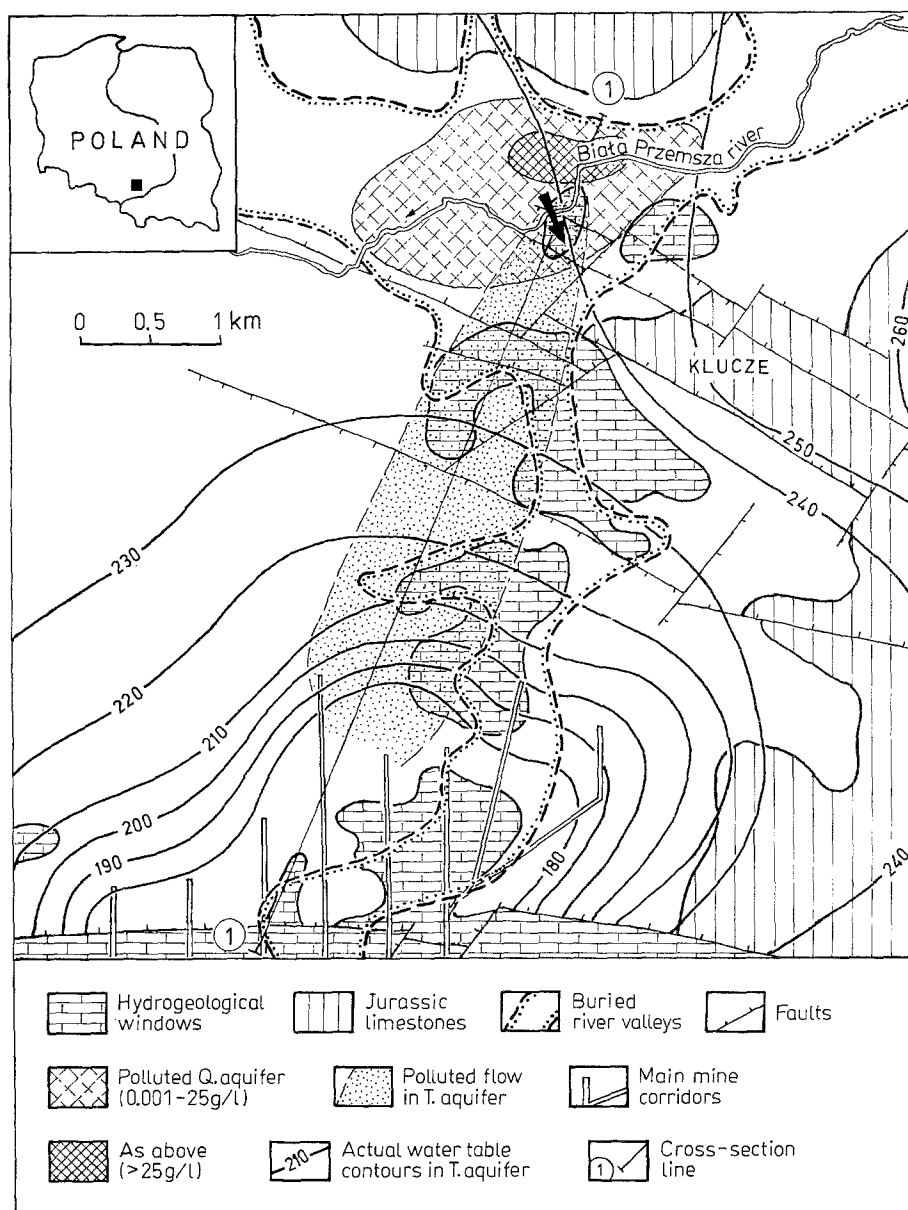 POLAND
1
Biała Przemsza river
0 0.5 1 km
KLUCZE
260
250
240
230
220
210
200
190
180
240
1
Hydrogeological
windows
Jurassic
limestones
Buried
river valleys
Faults
Polluted Q. aquifer
(0.001-25g/l)
Polluted flow
in T. aquifer
Main mine
corridors
As above
(>25g/l)
210
Actual water table
contours in T. aquifer
1
Cross-section
line